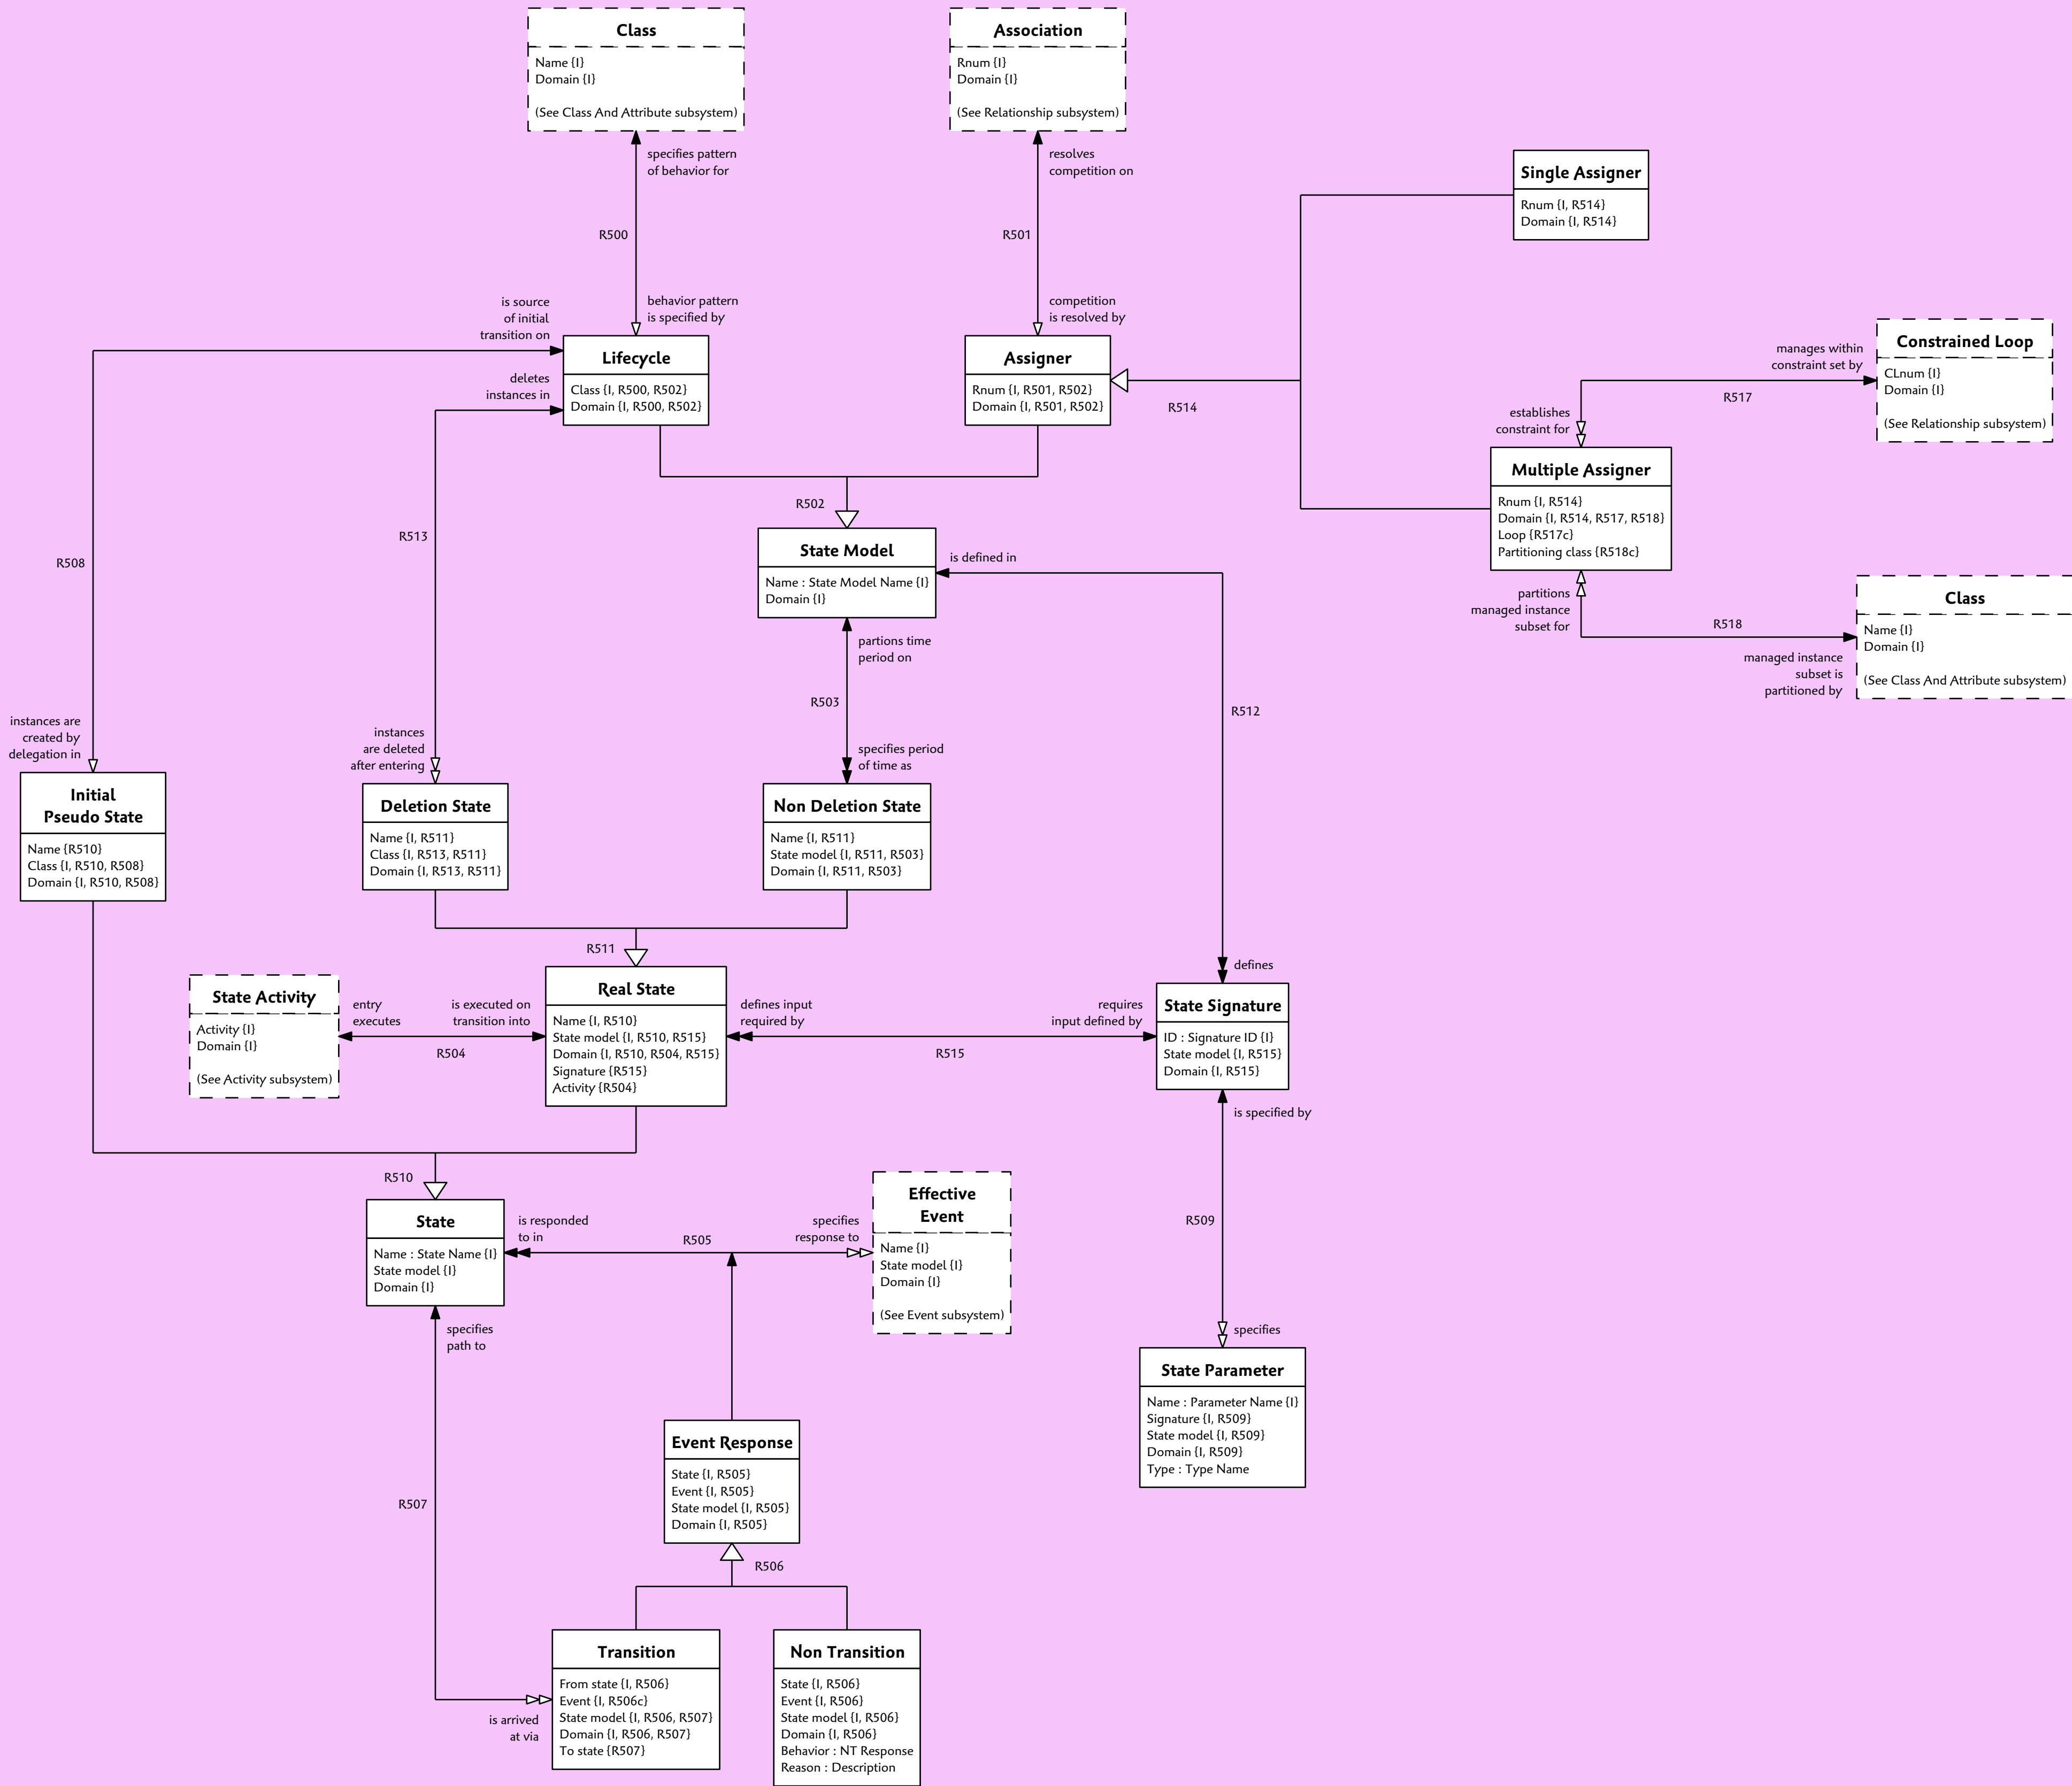 Class
Name {I}
Domain {I}
(See Class And Attribute subsystem)
Association
Rnum {I}
Domain {I}
(See Relationship subsystem)
specifies pattern
of behavior for
R500
behavior pattern
is specified by
resolves
competition on
R501
competition
is resolved by
Single Assigner
Rnum {I, R514}
Domain {I, R514}
is source
of initial
transition on
deletes
instances in
Lifecycle
Class {I, R500, R502}
Domain {I, R500, R502}
Assigner
Rnum {I, R501, R502}
Domain {I, R501, R502}
R514
manages within
constraint set by
R517
establishes
constraint for
Constrained Loop
CLnum {I}
Domain {I}
(See Relationship subsystem)
Multiple Assigner
Rnum {I, R514}
Domain {I, R514, R517, R518}
Loop {R517c}
Partitioning class {R518c}
partitions
managed instance
subset for
R518
managed instance
subset is
partitioned by
Class
Name {I}
Domain {I}
(See Class And Attribute subsystem)
R502
R508
R513
State Model
Name : State Model Name {I}
Domain {I}
is defined in
partions time
period on
R503
specifies period
of time as
R512
instances are
created by
delegation in
instances
are deleted
after entering
Initial
Pseudo State
Name {R510}
Class {I, R510, R508}
Domain {I, R510, R508}
Deletion State
Name {I, R511}
Class {I, R513, R511}
Domain {I, R513, R511}
Non Deletion State
Name {I, R511}
State model {I, R511, R503}
Domain {I, R511, R503}
R511
defines
State Activity
Activity {I}
Domain {I}
(See Activity subsystem)
entry
executes
is executed on
transition into
R504
Real State
Name {I, R510}
State model {I, R510, R515}
Domain {I, R510, R504, R515}
Signature {R515}
Activity {R504}
defines input
required by
requires
input defined by
R515
State Signature
ID : Signature ID {I}
State model {I, R515}
Domain {I, R515}
is specified by
R509
specifies
R510
State
Name : State Name {I}
State model {I}
Domain {I}
is responded
to in
R505
specifies
response to
Effective
Event
Name {I}
State model {I}
Domain {I}
(See Event subsystem)
specifies
path to
State Parameter
Name : Parameter Name {I}
Signature {I, R509}
State model {I, R509}
Domain {I, R509}
Type : Type Name
Event Response
State {I, R505}
Event {I, R505}
State model {I, R505}
Domain {I, R505}
R507
R506
is arrived
at via
Transition
From state {I, R506}
Event {I, R506c}
State model {I, R506, R507}
Domain {I, R506, R507}
To state {R507}
Non Transition
State {I, R506}
Event {I, R506}
State model {I, R506}
Domain {I, R506}
Behavior : NT Response
Reason : Description